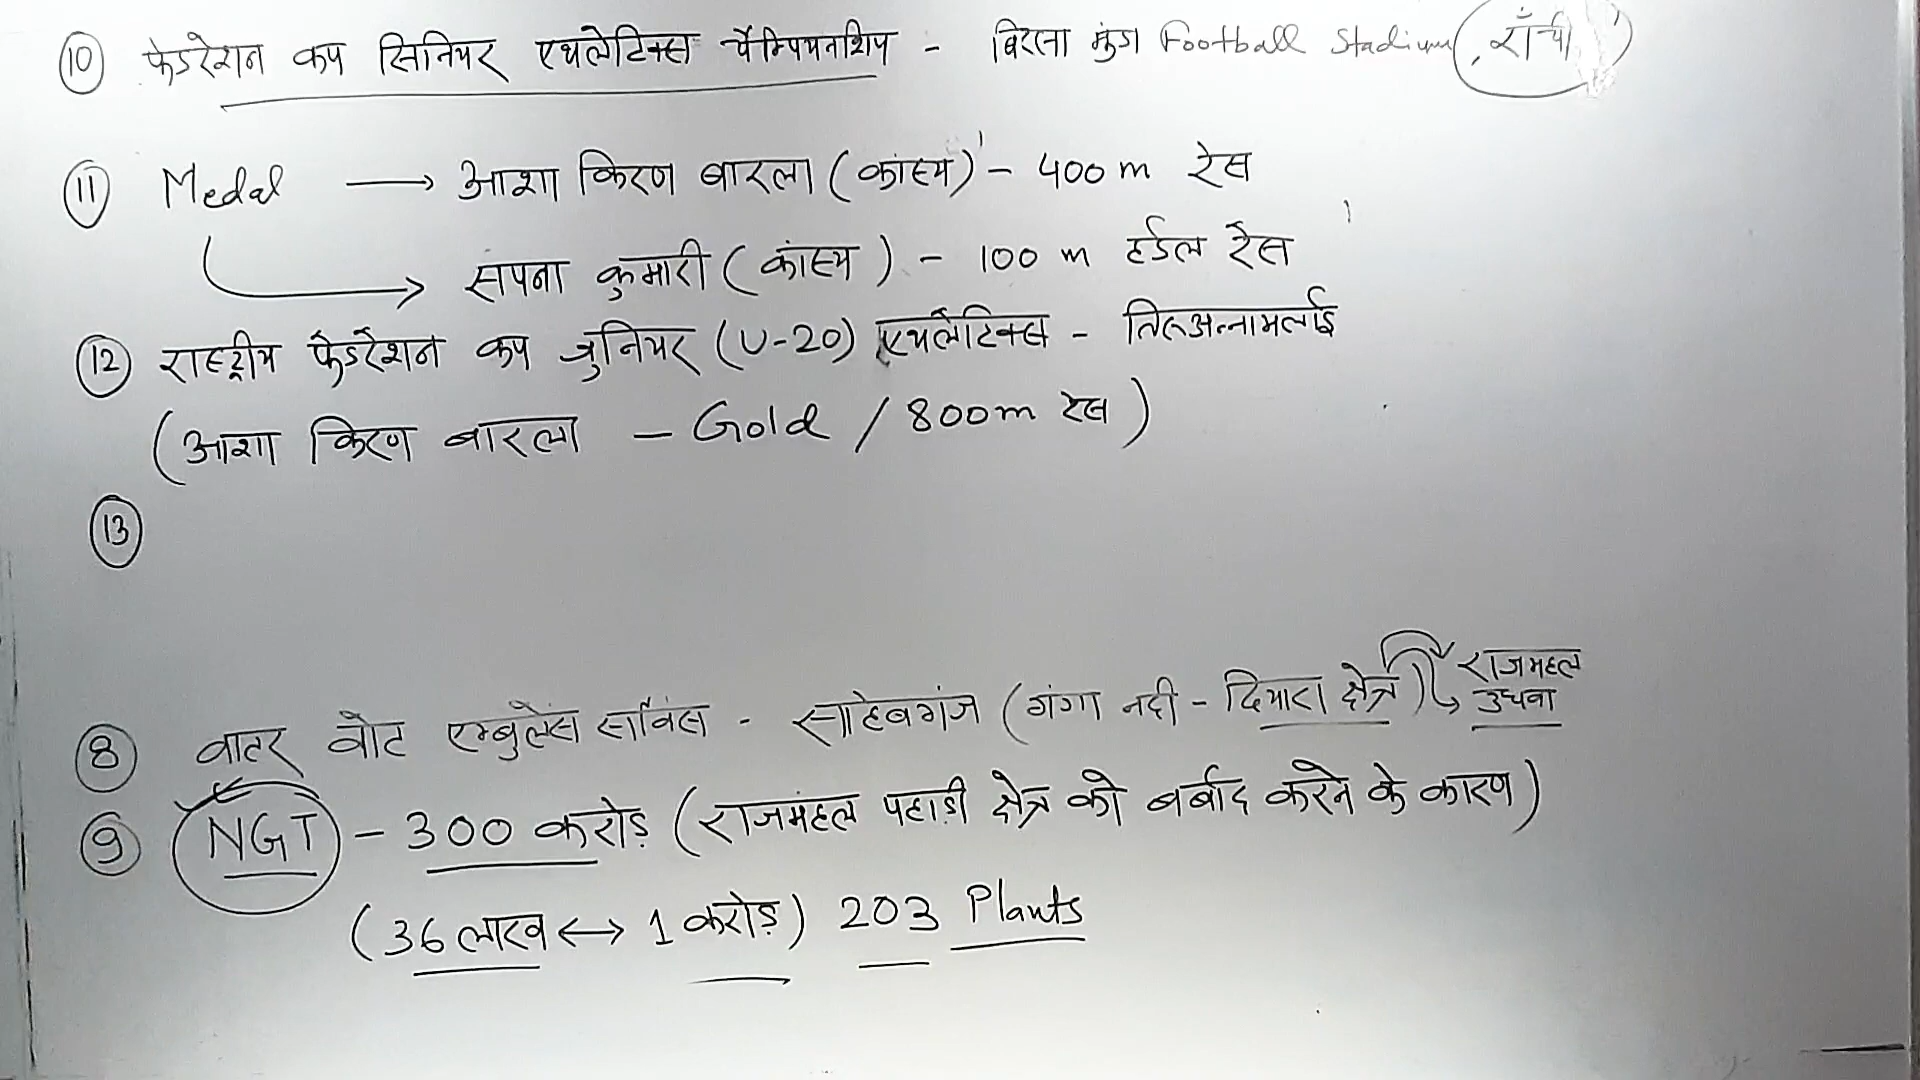 ⑩ फेडरेशन कप सिनियर एथलेटिक्स चैम्पियनशिप - बिरसा मुंडा Football Stadium, राँची
⑪ Medal → आशा किरण बारला (कांस्य) - 400 m रेस
→ सपना कुमारी (कांस्य) - 100 m हर्डल रेस
⑫ राष्ट्रीय फेडरेशन कप जुनियर (U-20) एथलेटिक्स - तिरुअन्नामलाई
(आशा किरण बारला - Gold / 800m रेस)
⑬
⑧ वाटर वोट एम्बुलेंस सर्विस - साहेबगंज (गंगा नदी - दियारा क्षेत्र) राजमहल
उधवा
⑨ NGT - 300 करोड़ (राजमहल पहाडी क्षेत्र को बर्बाद करने के कारण)
(36 लाख ↔ 1 करोड़) 203 Plants